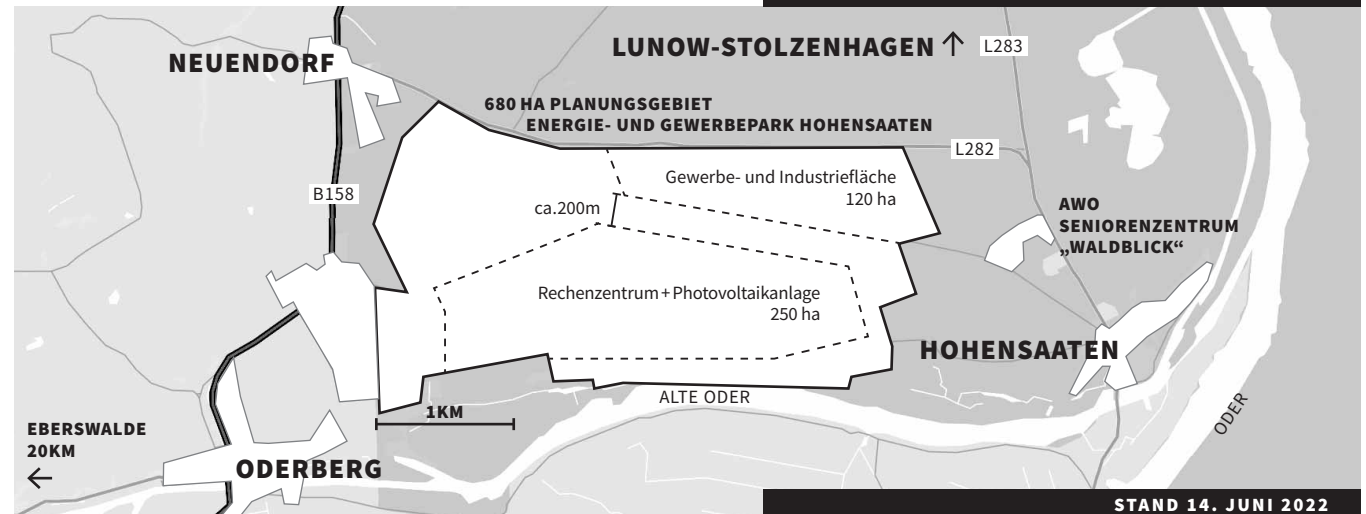 LUNOW-STOLZENHAGEN ↑
L283
NEUENDORF
680 HA PLANUNGSGEBIET
ENERGIE- UND GEWERBEPARK HOHENSAATEN
L282
Gewerbe- und Industriefläche
120 ha
B158
ca.200m
AWO
SENIORENZENTRUM
„WALDBLICK“
Rechenzentrum+Photovoltaikanlage
250 ha
HOHENSAATEN
ALTE ODER
1KM
ODER
EBERSWALDE
20KM
←
ODERBERG
STAND 14. JUNI 2022